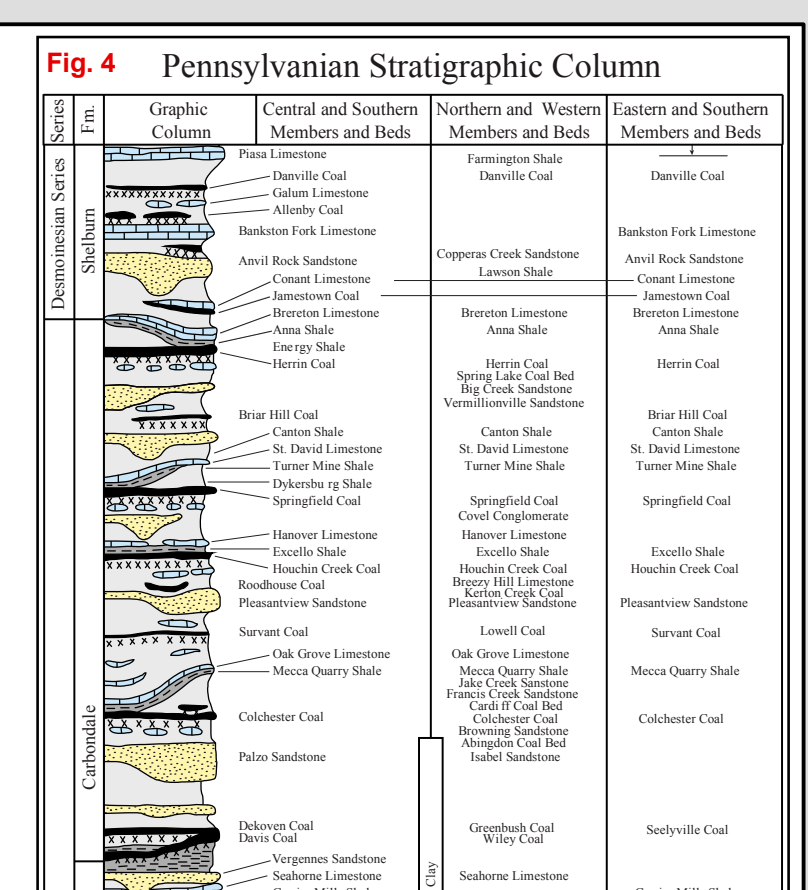 Fig. 4
Pennsylvanian Stratigraphic Column
Series
Fm.
Graphic Column
Central and Southern Members and Beds
Northern and Western Members and Beds
Eastern and Southern Members and Beds
Desmoinesian Series
Shelburn
Carbondale
Piasa Limestone
Danville Coal
Galum Limestone
Allenby Coal
Bankston Fork Limestone
Anvil Rock Sandstone
Conant Limestone
Jamestown Coal
Brereton Limestone
Anna Shale
Energy Shale
Herrin Coal
Briar Hill Coal
Canton Shale
St. David Limestone
Turner Mine Shale
Dykersbu rg Shale
Springfield Coal
Hanover Limestone
Excello Shale
Houchin Creek Coal
Roodhouse Coal
Pleasantview Sandstone
Survant Coal
Oak Grove Limestone
Mecca Quarry Shale
Colchester Coal
Palzo Sandstone
Dekoven Coal
Davis Coal
Vergennes Sandstone
Seahorne Limestone
Farmington Shale
Danville Coal
Copperas Creek Sandstone
Lawson Shale
Brereton Limestone
Anna Shale
Herrin Coal
Spring Lake Coal Bed
Big Creek Sandstone
Vermillionville Sandstone
Canton Shale
St. David Limestone
Turner Mine Shale
Springfield Coal
Covel Conglomerate
Hanover Limestone
Excello Shale
Houchin Creek Coal
Breezy Hill Limestone
Kerton Creek Coal
Pleasantview Sandstone
Lowell Coal
Oak Grove Limestone
Mecca Quarry Shale
Jake Creek Sanstone
Francis Creek Sandstone
Cardi ff Coal Bed
Colchester Coal
Browning Sandstone
Abingdon Coal Bed
Isabel Sandstone
Greenbush Coal
Wiley Coal
Clay
Seahorne Limestone
Danville Coal
Bankston Fork Limestone
Anvil Rock Sandstone
Conant Limestone
Jamestown Coal
Brereton Limestone
Anna Shale
Herrin Coal
Briar Hill Coal
Canton Shale
St. David Limestone
Turner Mine Shale
Springfield Coal
Excello Shale
Houchin Creek Coal
Pleasantview Sandstone
Survant Coal
Mecca Quarry Shale
Colchester Coal
Seelyville Coal